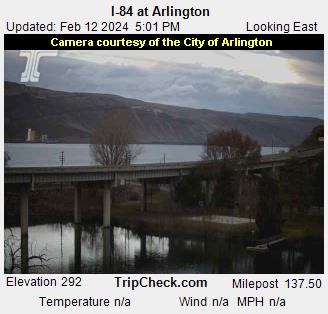 I-84 at Arlington
Updated: Feb 12 2024 5:01 PM Looking East
Camera courtesy of the City of Arlington
Elevation 292 TripCheck.com Milepost 137.50
Temperature n/a Wind n/a MPH n/a